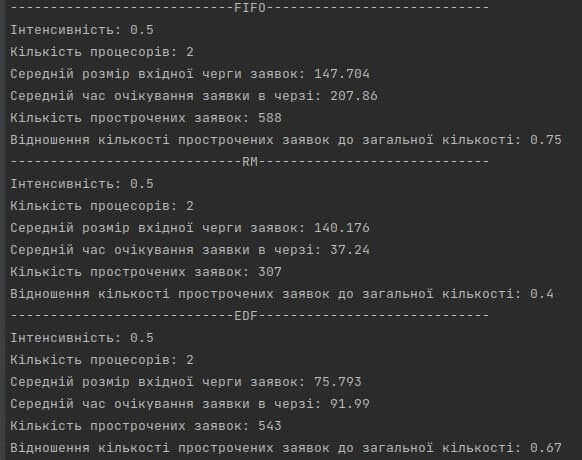 ----------------------------FIFO----------------------------
Інтенсивність: 0.5
Кількість процесорів: 2
Середній розмір вхідної черги заявок: 147.704
Середній час очікування заявки в черзі: 207.86
Кількість прострочених заявок: 588
Відношення кількості прострочених заявок до загальної кількості: 0.75
-----------------------------RM-----------------------------
Інтенсивність: 0.5
Кількість процесорів: 2
Середній розмір вхідної черги заявок: 140.176
Середній час очікування заявки в черзі: 37.24
Кількість прострочених заявок: 307
Відношення кількості прострочених заявок до загальної кількості: 0.4
----------------------------EDF-----------------------------
Інтенсивність: 0.5
Кількість процесорів: 2
Середній розмір вхідної черги заявок: 75.793
Середній час очікування заявки в черзі: 91.99
Кількість прострочених заявок: 543
Відношення кількості прострочених заявок до загальної кількості: 0.67